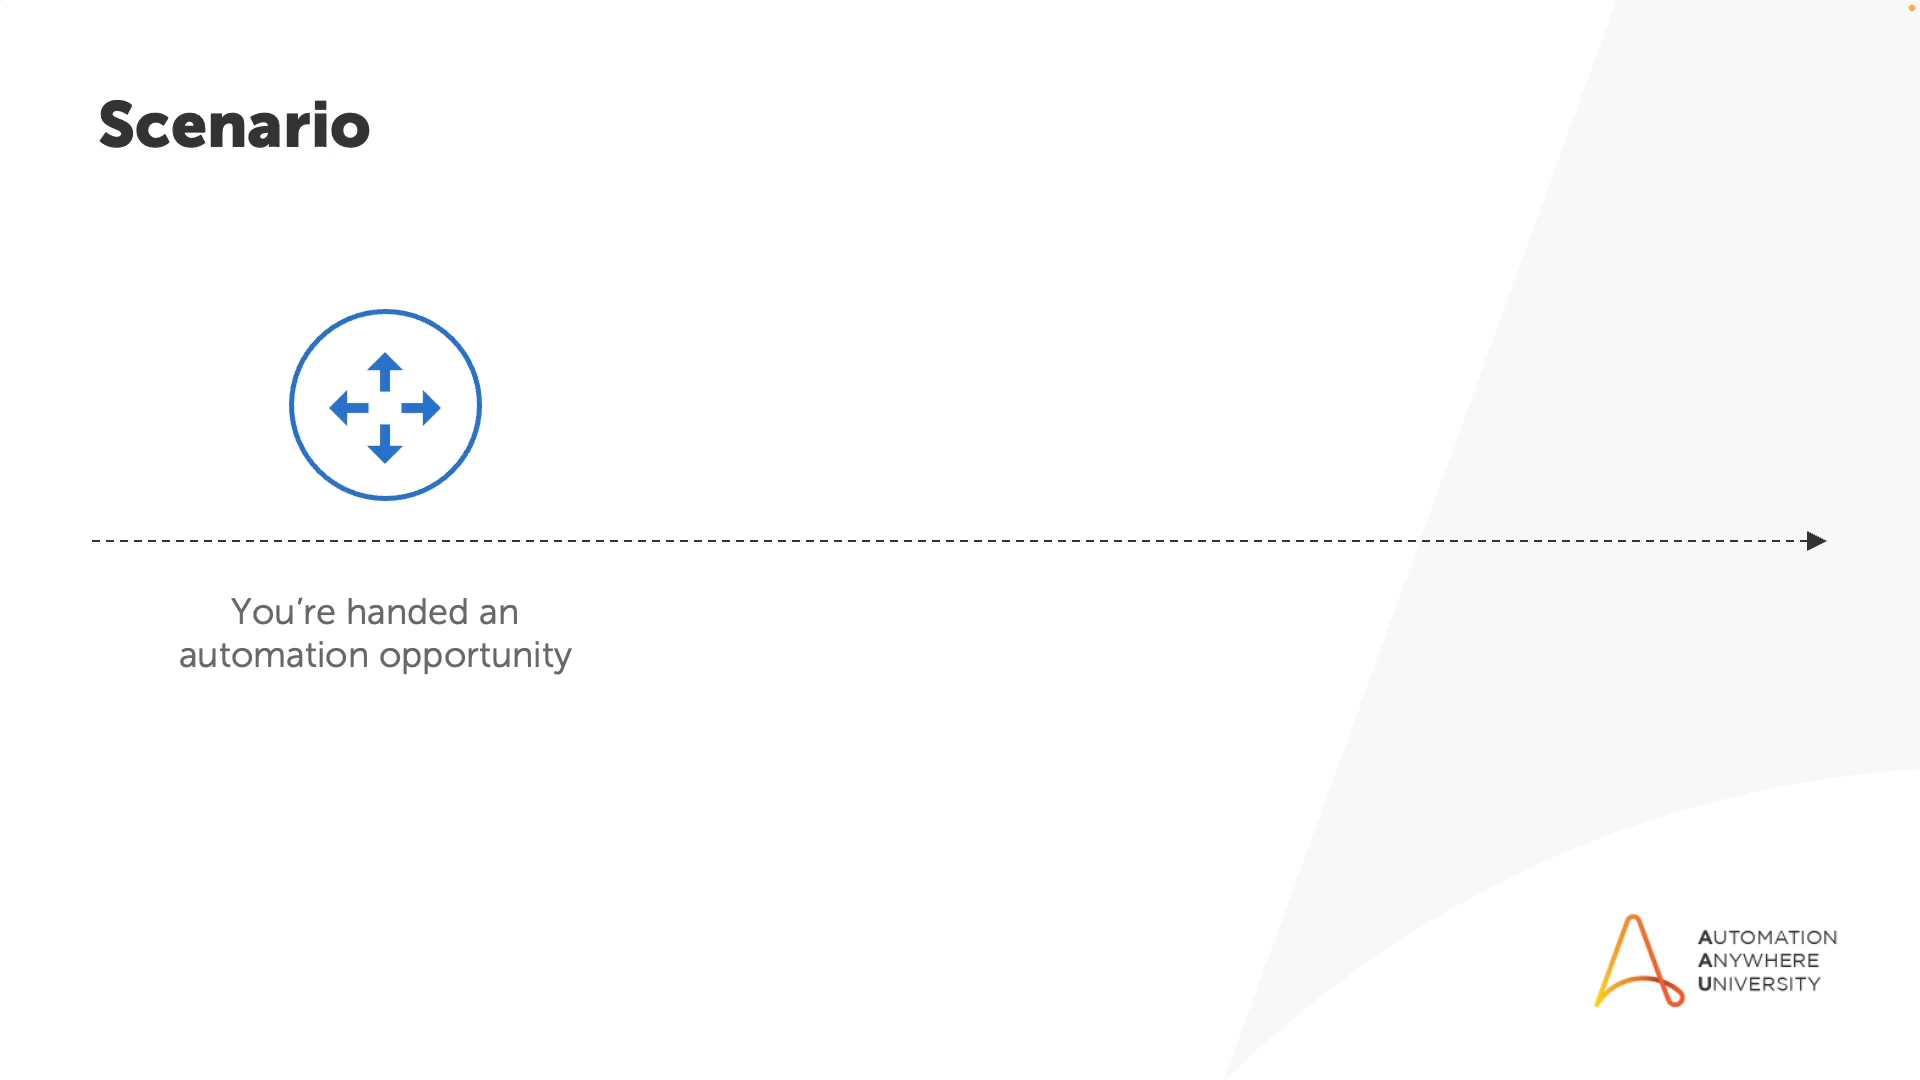 Scenario
You’re handed an
automation opportunity
AUTOMATION
ANYWHERE
UNIVERSITY